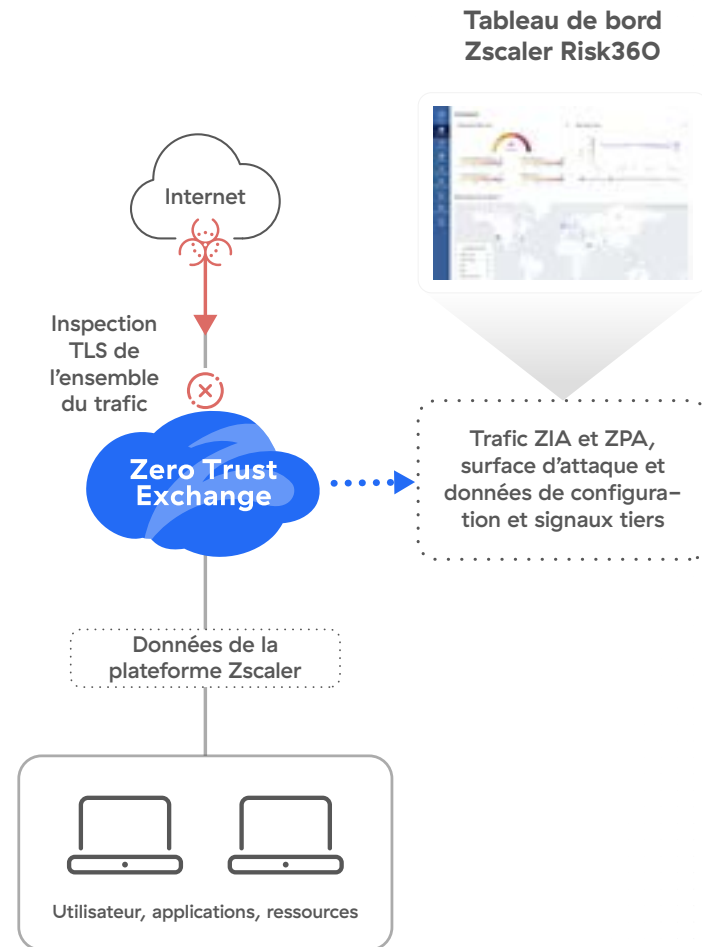 Tableau de bord
Zscaler Risk360
Internet
Inspection
TLS de
l'ensemble
du trafic
Zero Trust
Exchange
Trafic ZIA et ZPA,
surface d'attaque et
données de configura–
tion et signaux tiers
Données de la
plateforme Zscaler
Utilisateur, applications, ressources